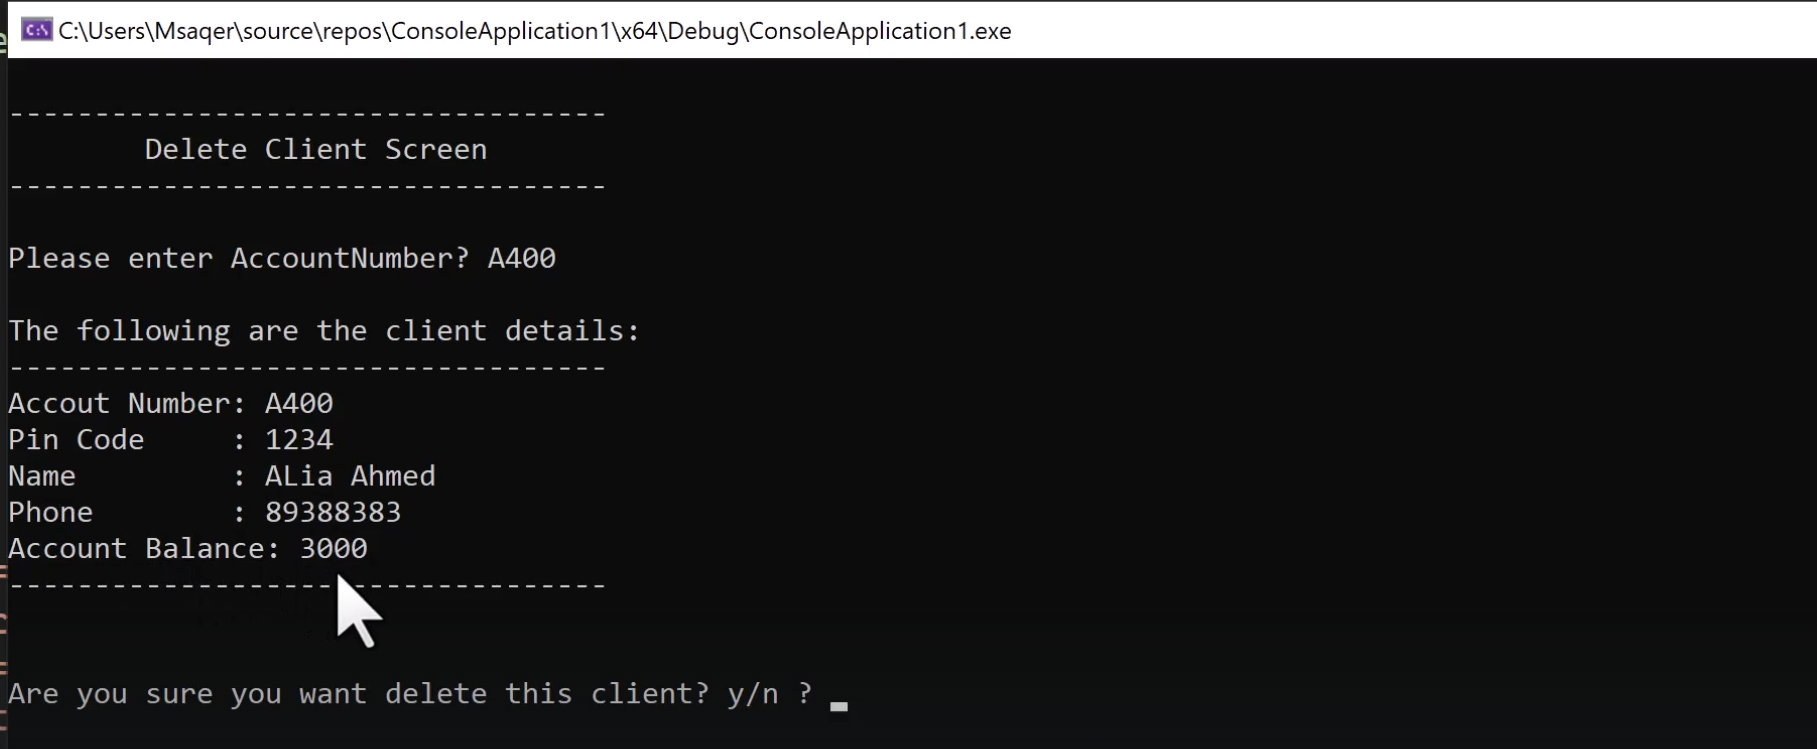 C:\Users\Msaqer\source\repos\ConsoleApplication1\x64\Debug\ConsoleApplication1.exe
-----------------------------------
Delete Client Screen
-----------------------------------
Please enter AccountNumber? A400
The following are the client details:
-----------------------------------
Accout Number: A400
Pin Code     : 1234
Name         : ALia Ahmed
Phone        : 89388383
Account Balance: 3000
-----------------------------------
Are you sure you want delete this client? y/n ?